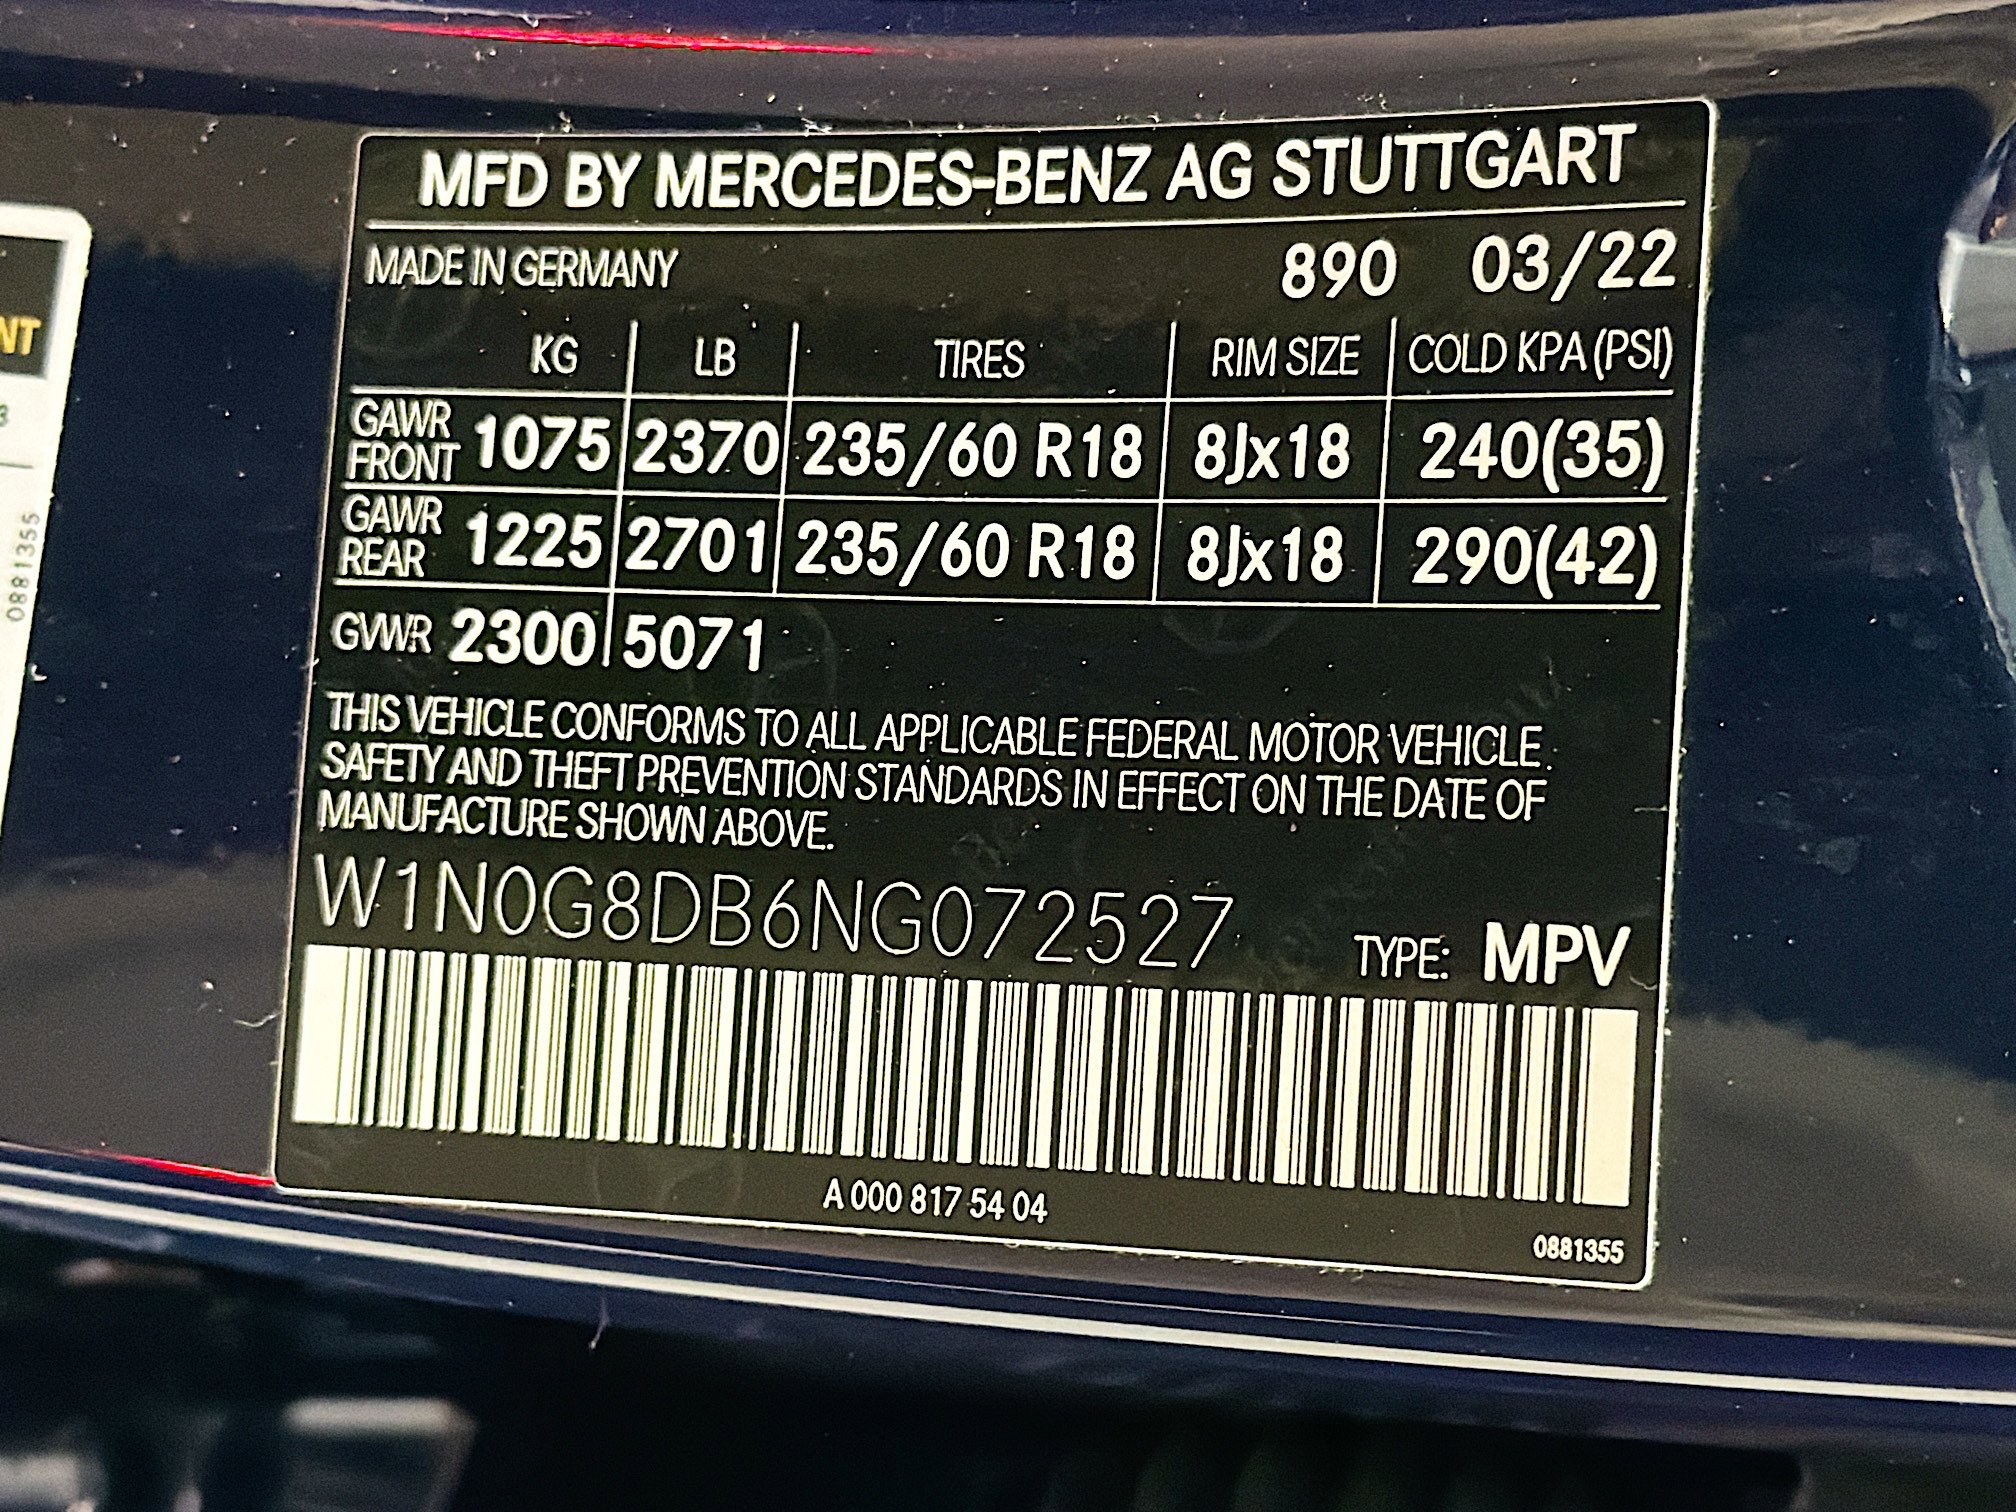 MFD BY MERCEDES-BENZ AG STUTTGART
MADE IN GERMANY 890 03/22
KG LB TIRES RIM SIZE COLD KPA (PSI)
GAWR FRONT 1075 2370 235/60 R18 8Jx18 240(35)
GAWR REAR 1225 2701 235/60 R18 8Jx18 290(42)
GVWR 2300 5071
THIS VEHICLE CONFORMS TO ALL APPLICABLE FEDERAL MOTOR VEHICLE
SAFETY AND THEFT PREVENTION STANDARDS IN EFFECT ON THE DATE OF
MANUFACTURE SHOWN ABOVE.
W1N0G8DB6NG072527 TYPE: MPV
A 000 817 54 04
0881355
NT
3
0881355